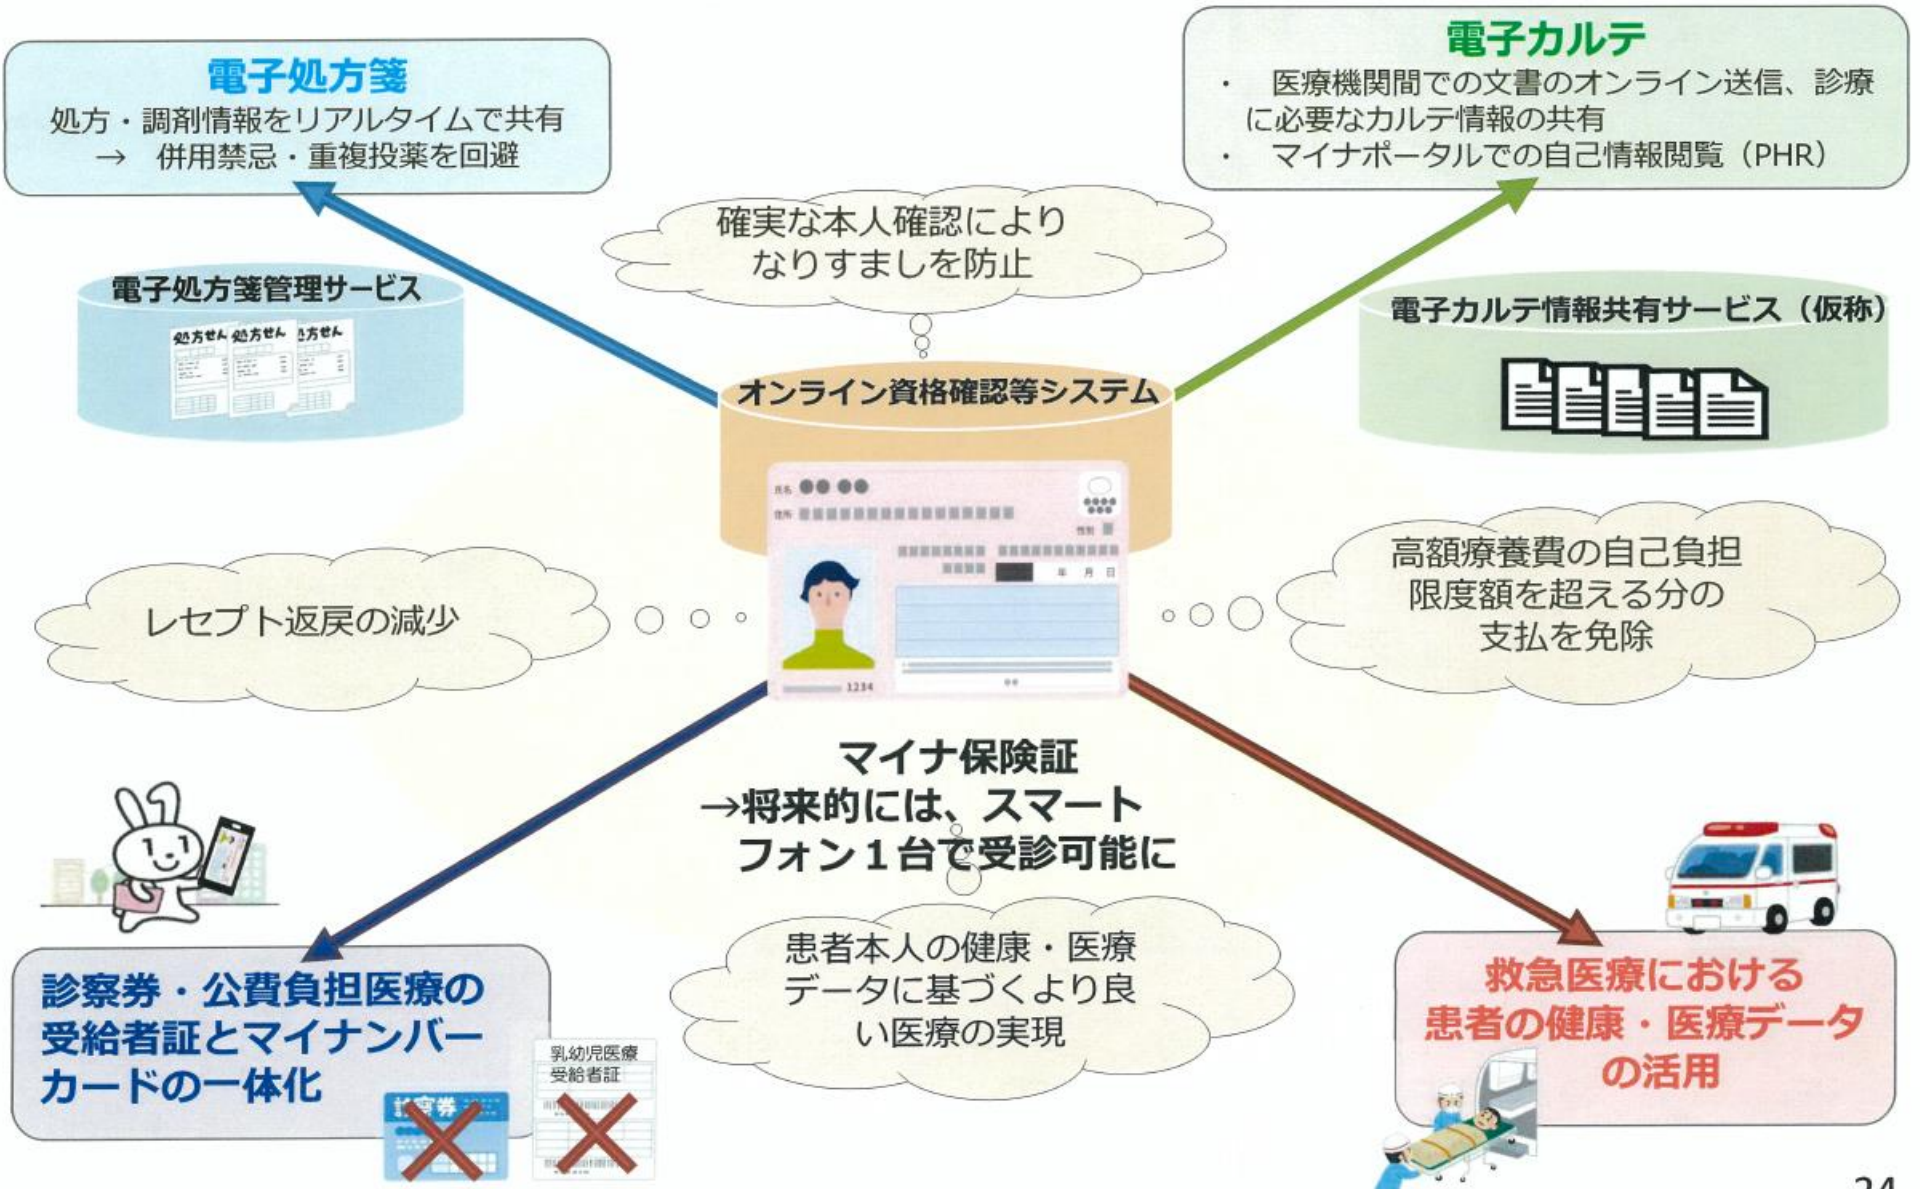 電子処方箋
処方・調剤情報をリアルタイムで共有
→ 併用禁忌・重複投薬を回避
電子カルテ
・ 医療機関間での文書のオンライン送信、診療
に必要なカルテ情報の共有
・ マイナポータルでの自己情報閲覧（PHR）
確実な本人確認により
なりすましを防止
電子処方箋管理サービス
処方せん
処方せん
処方せん
電子カルテ情報共有サービス（仮称）
オンライン資格確認等システム
氏名
住所
性別
年 月 日
1234
レセプト返戻の減少
高額療養費の自己負担
限度額を超える分の
支払を免除
マイナ保険証
→将来的には、スマート
フォン１台で受診可能に
患者本人の健康・医療
データに基づくより良
い医療の実現
診察券・公費負担医療の
受給者証とマイナンバー
カードの一体化
診察券
乳幼児医療
受給者証
救急医療における
患者の健康・医療データ
の活用